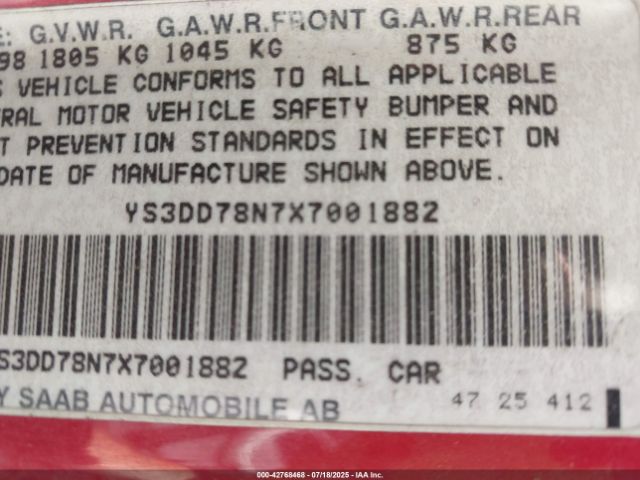 E: G.V.W.R. G.A.W.R.FRONT G.A.W.R.REAR
98 1805 KG 1045 KG 875 KG
S VEHICLE CONFORMS TO ALL APPLICABLE
ERAL MOTOR VEHICLE SAFETY BUMPER AND
T PREVENTION STANDARDS IN EFFECT ON
DATE OF MANUFACTURE SHOWN ABOVE.
YS3DD78N7X7001882
S3DD78N7X7001882 PASS. CAR
Y SAAB AUTOMOBILE AB 47 25 412
000-42768468 - 07/18/2025 - IAA Inc.